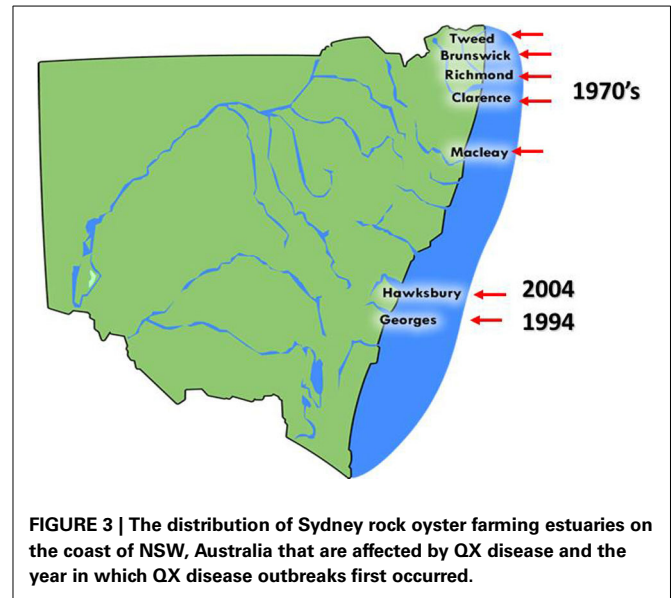 Tweed
Brunswick
Richmond
Clarence
1970's
Macleay
Hawksbury
2004
Georges
1994
FIGURE 3 | The distribution of Sydney rock oyster farming estuaries on
the coast of NSW, Australia that are affected by QX disease and the
year in which QX disease outbreaks first occurred.